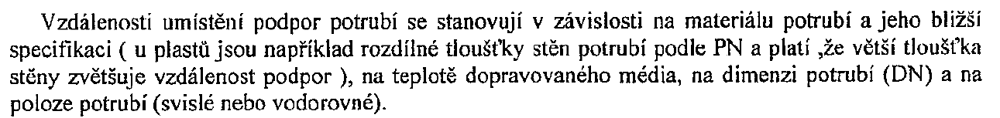 Vzdálenosti umístění podpor potrubí se stanovují v závislosti na materiálu potrubí a jeho bližší
specifikaci ( u plastů jsou například rozdílné tloušťky stěn potrubí podle PN a platí ,že větší tloušťka
stěny zvětšuje vzdálenost podpor ), na teplotě dopravovaného média, na dimenzi potrubí (DN) a na
poloze potrubí (svislé nebo vodorovné).